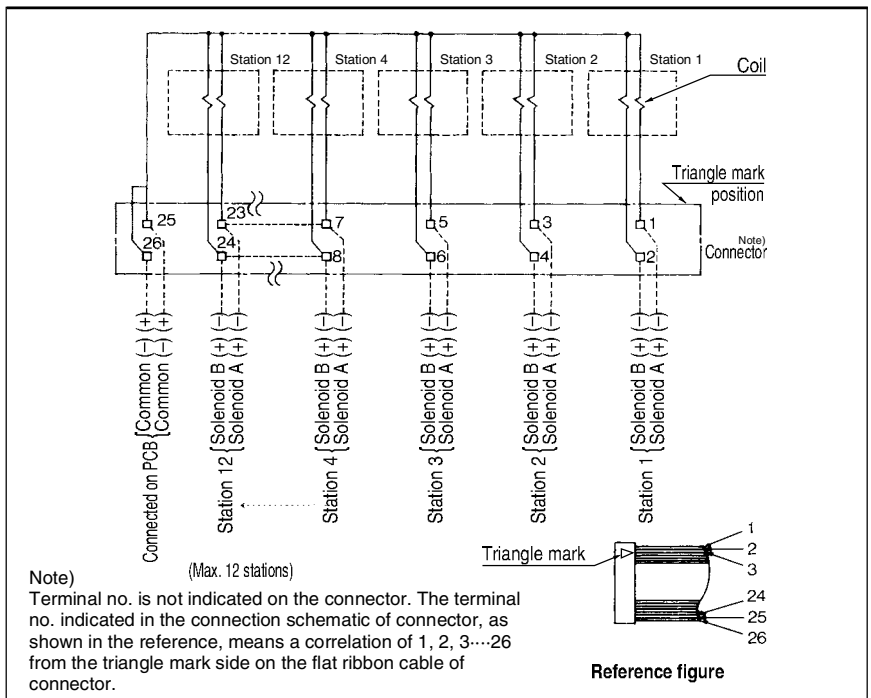 Station 12
Station 4
Station 3
Station 2
Station 1
Coil
Triangle mark
position
25
23
7
5
3
1
26
24
8
6
4
2
Note)
Connector
Connected on PCB {Common (−) (+)
Common (−) (+)
Station 12 {Solenoid B (+) (−)
Solenoid A (+) (−)
Station 4 {Solenoid B (+) (−)
Solenoid A (+) (−)
Station 3 {Solenoid B (+) (−)
Solenoid A (+) (−)
Station 2 {Solenoid B (+) (−)
Solenoid A (+) (−)
Station 1 {Solenoid B (+) (−)
Solenoid A (+) (−)
(Max. 12 stations)
Triangle mark
1
2
3
24
25
26
Reference figure
Note)
Terminal no. is not indicated on the connector. The terminal
no. indicated in the connection schematic of connector, as
shown in the reference, means a correlation of 1, 2, 3····26
from the triangle mark side on the flat ribbon cable of
connector.